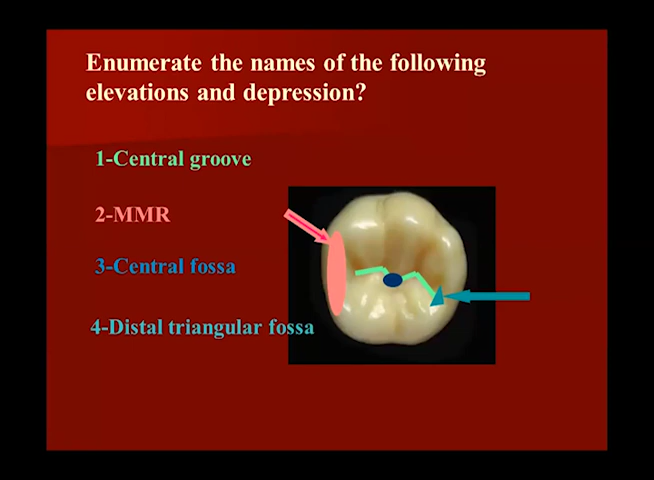 Enumerate the names of the following
elevations and depression?
1-Central groove
2-MMR
3-Central fossa
4-Distal triangular fossa